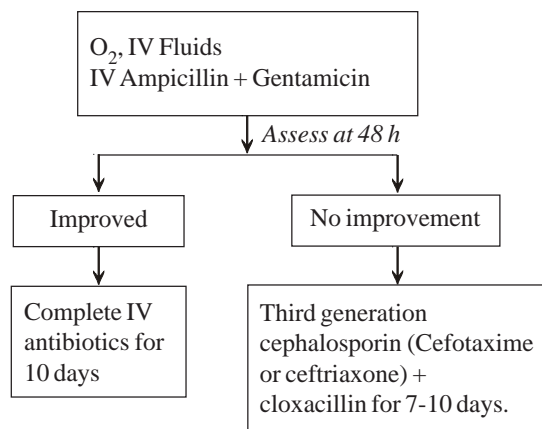 O2, IV Fluids
IV Ampicillin + Gentamicin
Assess at 48 h
Improved
No improvement
Complete IV
antibiotics for
10 days
Third generation
cephalosporin (Cefotaxime
or ceftriaxone) +
cloxacillin for 7-10 days.